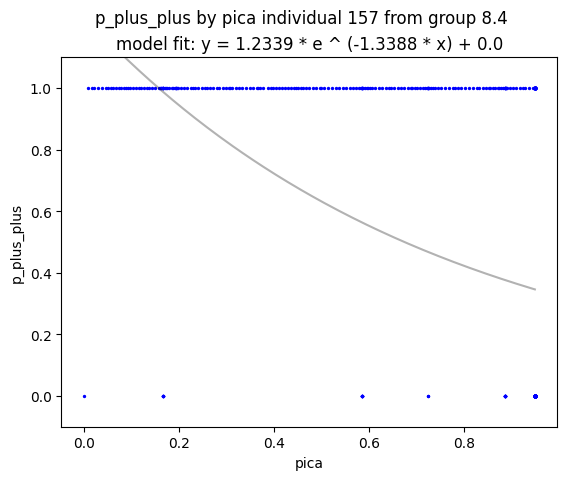 p_plus_plus by pica individual 157 from group 8.4
model fit: y = 1.2339 * e ^ (-1.3388 * x) + 0.0
1.0
0.8
0.6
0.4
0.2
0.0
p_plus_plus
0.0 0.2 0.4 0.6 0.8
pica